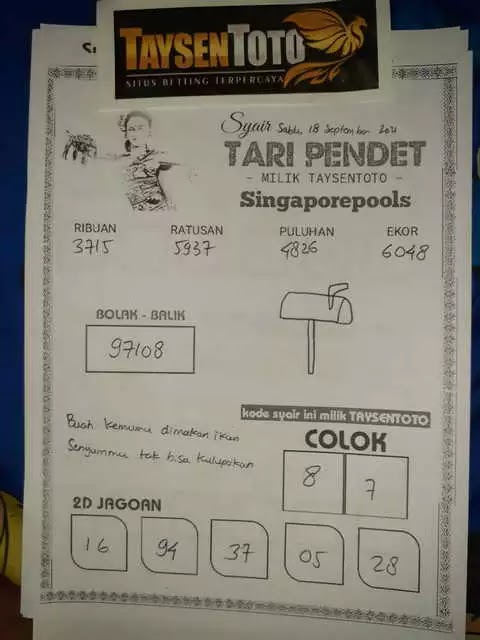 TAYSENTOTO
SITUS BETTING TERPERCAYA
Syair Sabtu, 18 September 2021
TARI PENDET
- MILIK TAYSENTOTO -
Singaporepools
RIBUAN RATUSAN PULUHAN EKOR
3715 5937 4826 6048
BOLAK - BALIK
97108
kode syair ini milik TAYSENTOTO
Buah kemumu dimakan ikan
Senyummu tak bisa kulupakan
COLOK
8 7
2D JAGOAN
16 94 37 05 28